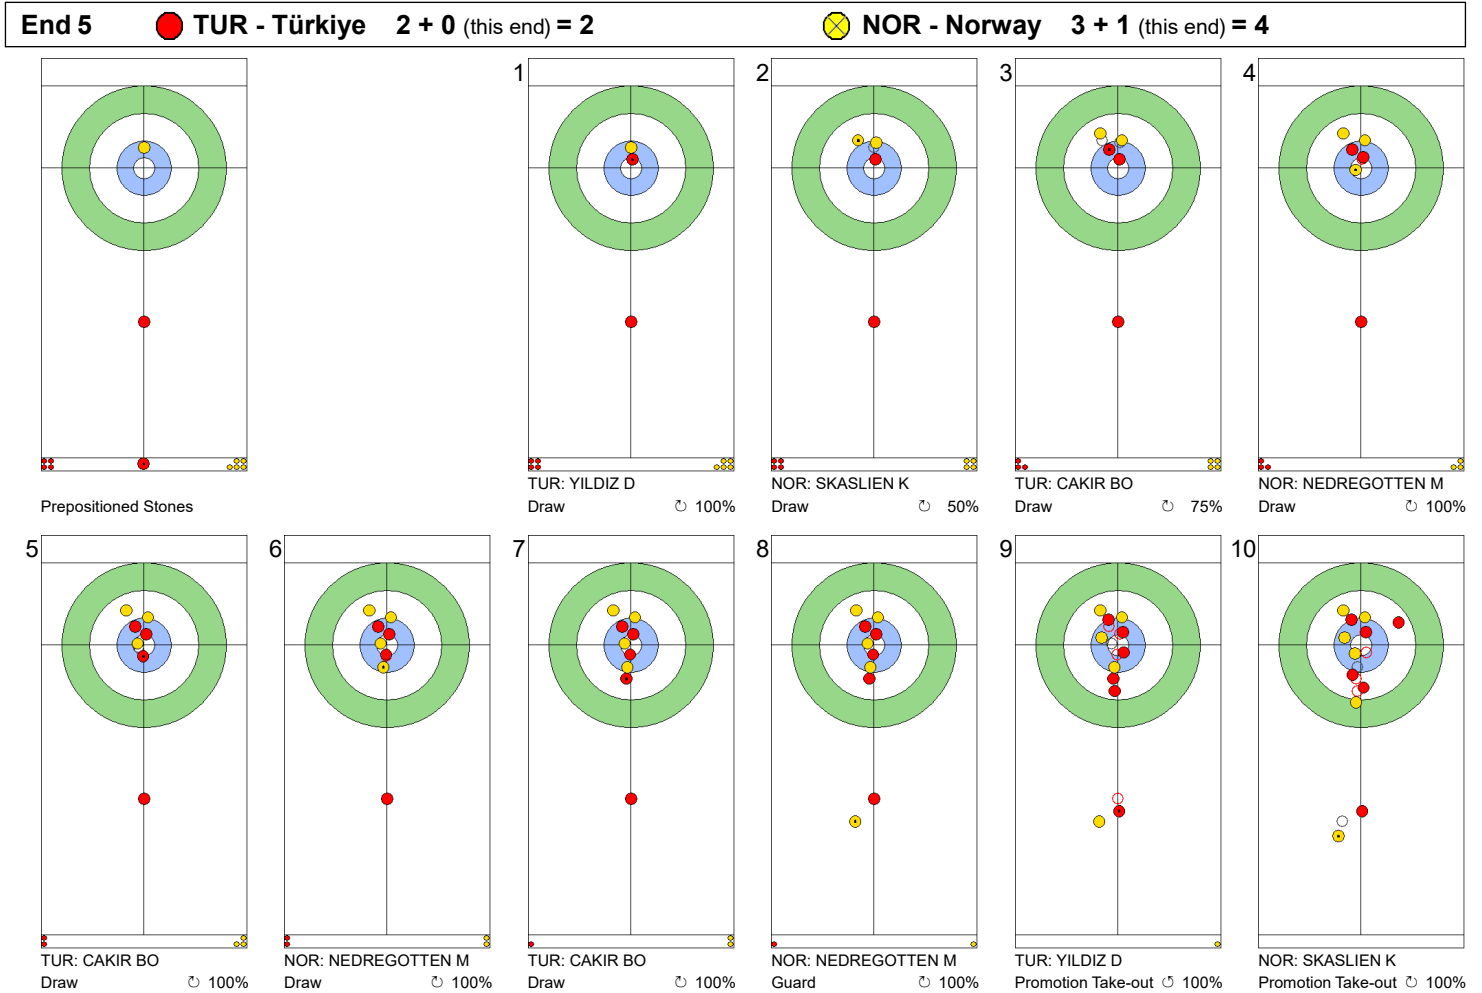 End 5 TUR - Türkiye 2 + 0 (this end) = 2 NOR - Norway 3 + 1 (this end) = 4
1 2 3 4
Prepositioned Stones
TUR: YILDIZ D
Draw ↻ 100%
NOR: SKASLIEN K
Draw ↻ 50%
TUR: CAKIR BO
Draw ↻ 75%
NOR: NEDREGOTTEN M
Draw ↻ 100%
5 6 7 8 9 10
TUR: CAKIR BO
Draw ↻ 100%
NOR: NEDREGOTTEN M
Draw ↻ 100%
TUR: CAKIR BO
Draw ↻ 100%
NOR: NEDREGOTTEN M
Guard ↻ 100%
TUR: YILDIZ D
Promotion Take-out ↺ 100%
NOR: SKASLIEN K
Promotion Take-out ↻ 100%